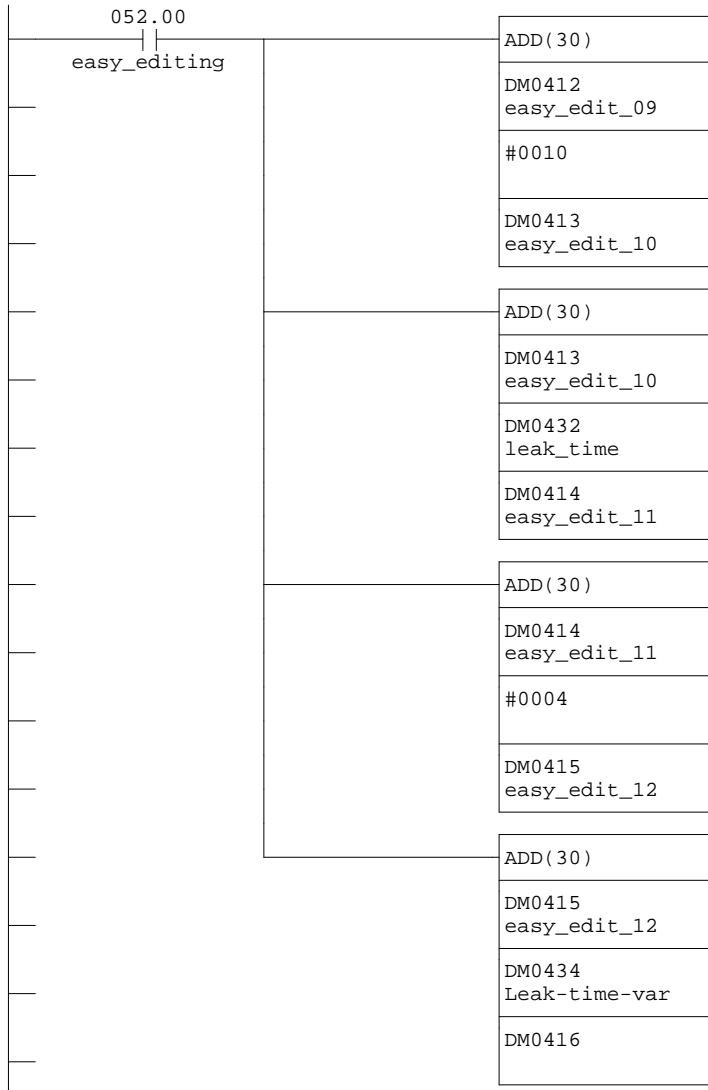 052.00
easy_editing
ADD(30)
DM0412
easy_edit_09
#0010
DM0413
easy_edit_10
ADD(30)
DM0413
easy_edit_10
DM0432
leak_time
DM0414
easy_edit_11
ADD(30)
DM0414
easy_edit_11
#0004
DM0415
easy_edit_12
ADD(30)
DM0415
easy_edit_12
DM0434
Leak-time-var
DM0416